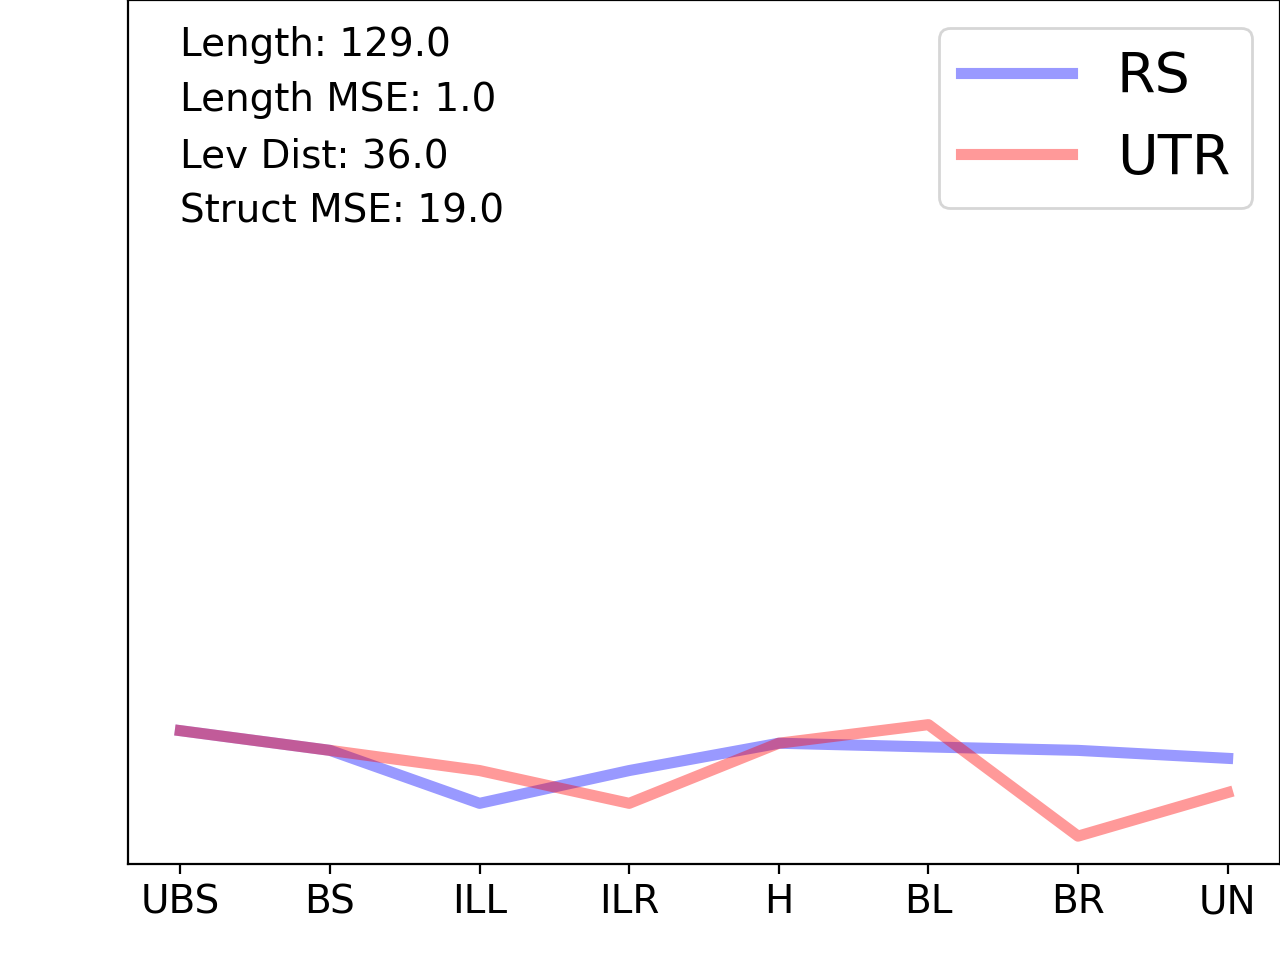 Length: 129.0
Length MSE: 1.0
Lev Dist: 36.0
Struct MSE: 19.0
RS
UTR
UBS BS ILL ILR H BL BR UN